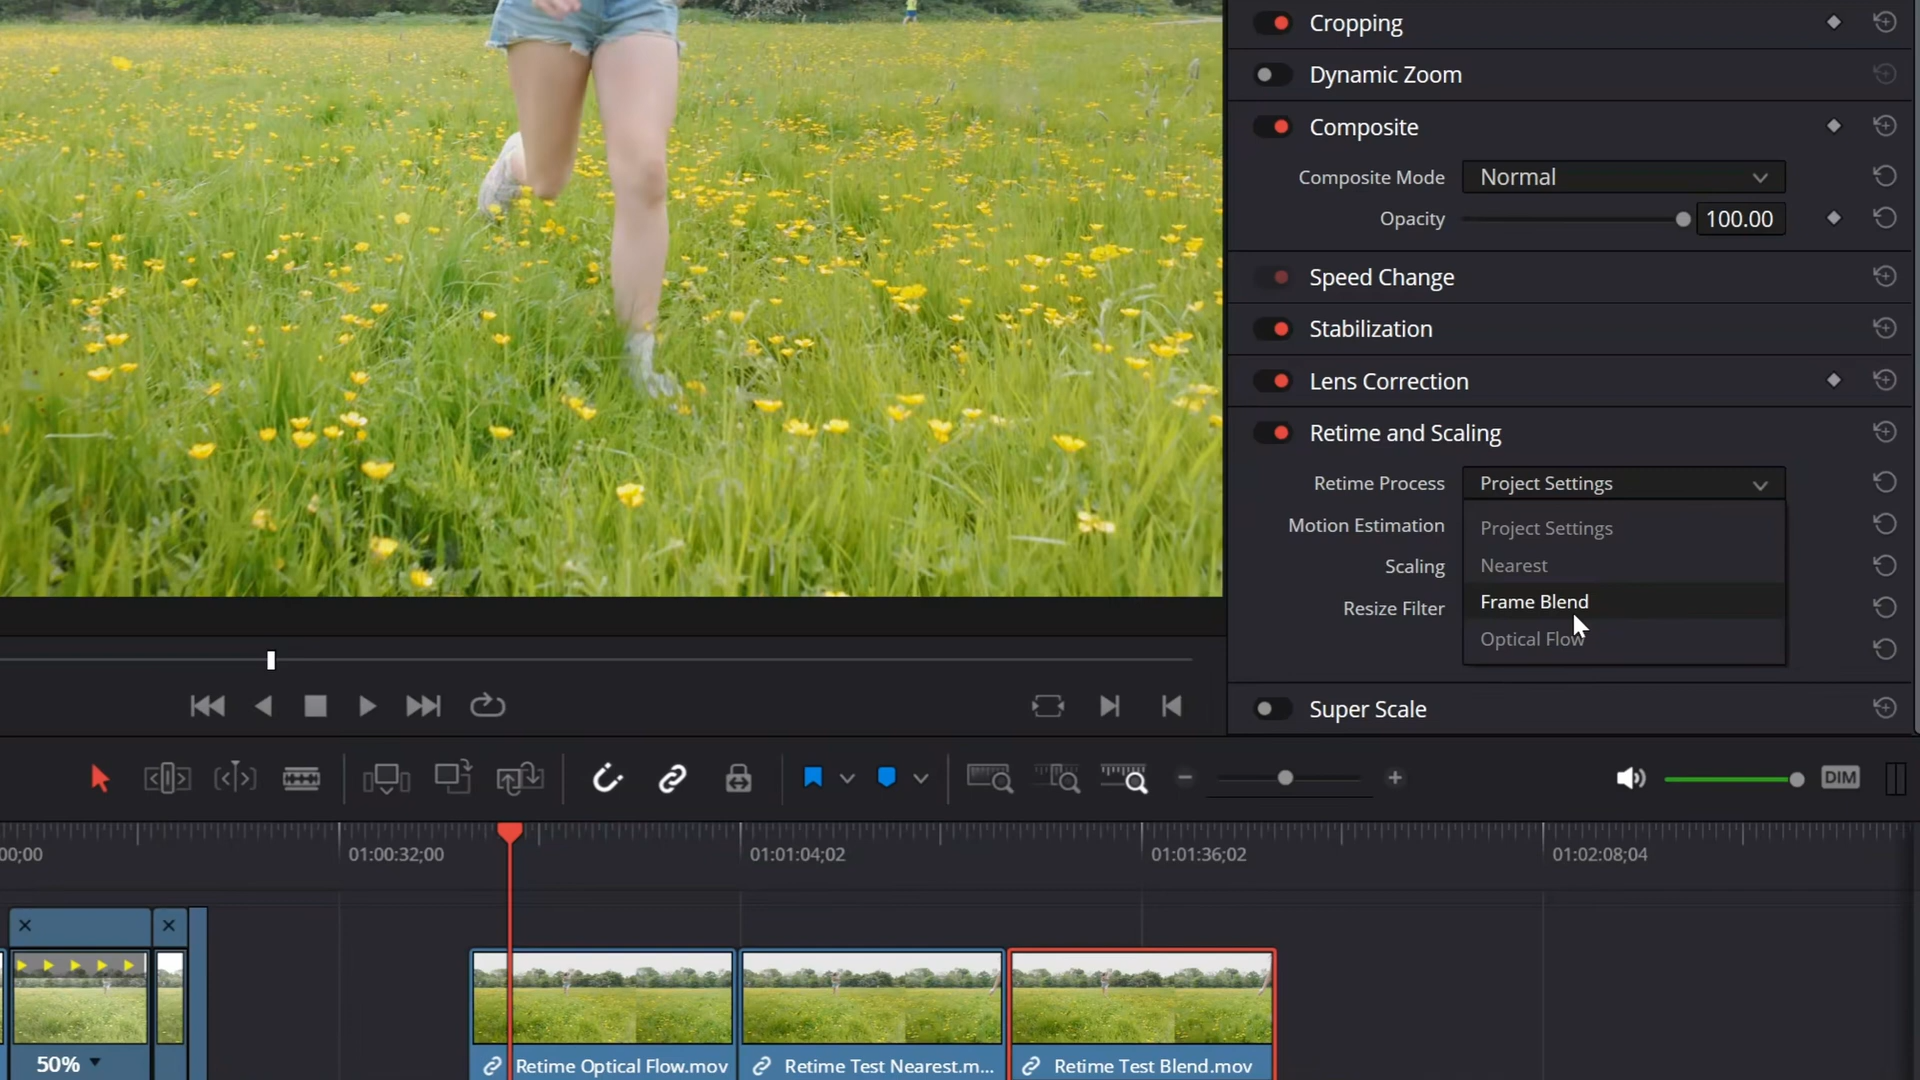 Cropping
Dynamic Zoom
Composite
Composite Mode Normal
Opacity 100.00
Speed Change
Stabilization
Lens Correction
Retime and Scaling
Retime Process Project Settings
Motion Estimation Project Settings
Scaling Nearest
Resize Filter Frame Blend
Optical Flow
Super Scale
DIM
00;00 01:00:32;00 01:01:04;02 01:01:36;02 01:02:08;04
50% Retime Optical Flow.mov Retime Test Nearest.m... Retime Test Blend.mov